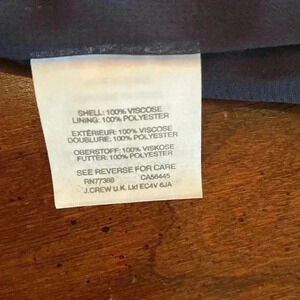 SHELL: 100% VISCOSE
LINING: 100% POLYESTER
EXTÉRIEUR: 100% VISCOSE
DOUBLURE: 100% POLYESTER
OBERSTOFF: 100% VISKOSE
FUTTER: 100% POLYESTER
SEE REVERSE FOR CARE
RN77388 CA56445
J.CREW U.K. Ltd EC4V 6JA